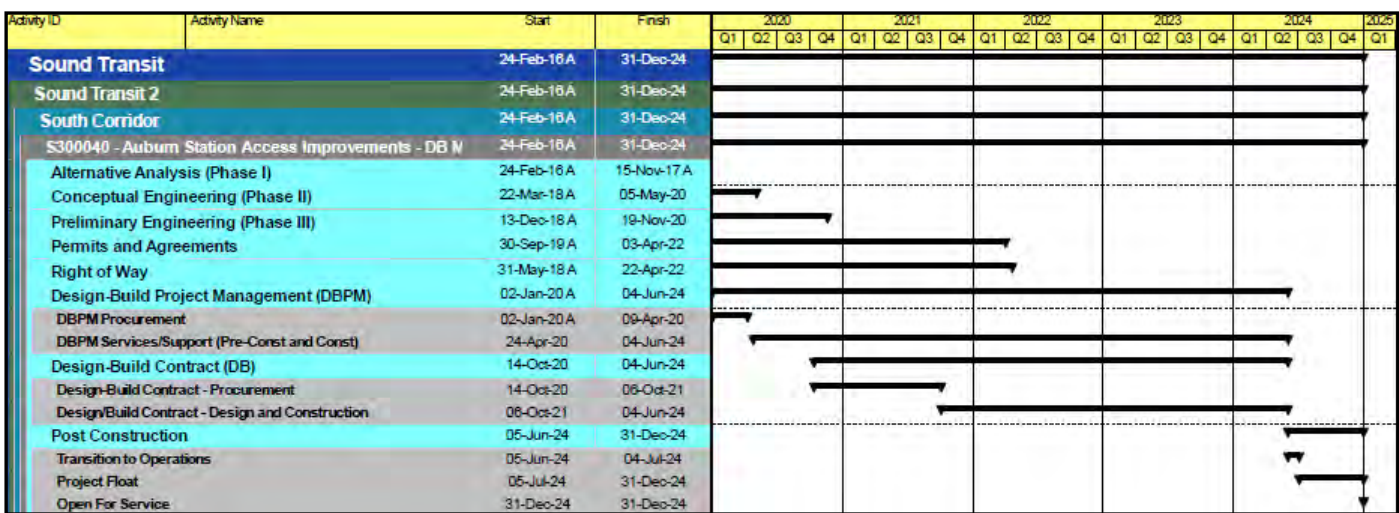 Activity ID Activity Name Start Finish 2020 2021 2022 2023 2024 2025
Q1 Q2 Q3 Q4 Q1 Q2 Q3 Q4 Q1 Q2 Q3 Q4 Q1 Q2 Q3 Q4 Q1 Q2 Q3 Q4 Q1
Sound Transit 24-Feb-16 A 31-Dec-24
Sound Transit 2 24-Feb-16 A 31-Dec-24
South Corridor 24-Feb-16 A 31-Dec-24
S300040 - Auburn Station Access Improvements - DB M 24-Feb-16 A 31-Dec-24
Alternative Analysis (Phase I) 24-Feb-16 A 15-Nov-17 A
Conceptual Engineering (Phase II) 22-Mar-18 A 05-May-20
Preliminary Engineering (Phase III) 13-Dec-18 A 19-Nov-20
Permits and Agreements 30-Sep-19 A 03-Apr-22
Right of Way 31-May-18 A 22-Apr-22
Design-Build Project Management (DBPM) 02-Jan-20 A 04-Jun-24
DBPM Procurement 02-Jan-20 A 09-Apr-20
DBPM Services/Support (Pre-Const and Const) 24-Apr-20 04-Jun-24
Design-Build Contract (DB) 14-Oct-20 04-Jun-24
Design-Build Contract - Procurement 14-Oct-20 06-Oct-21
Design/Build Contract - Design and Construction 06-Oct-21 04-Jun-24
Post Construction 05-Jun-24 31-Dec-24
Transition to Operations 05-Jun-24 04-Jul-24
Project Float 05-Jul-24 31-Dec-24
Open For Service 31-Dec-24 31-Dec-24